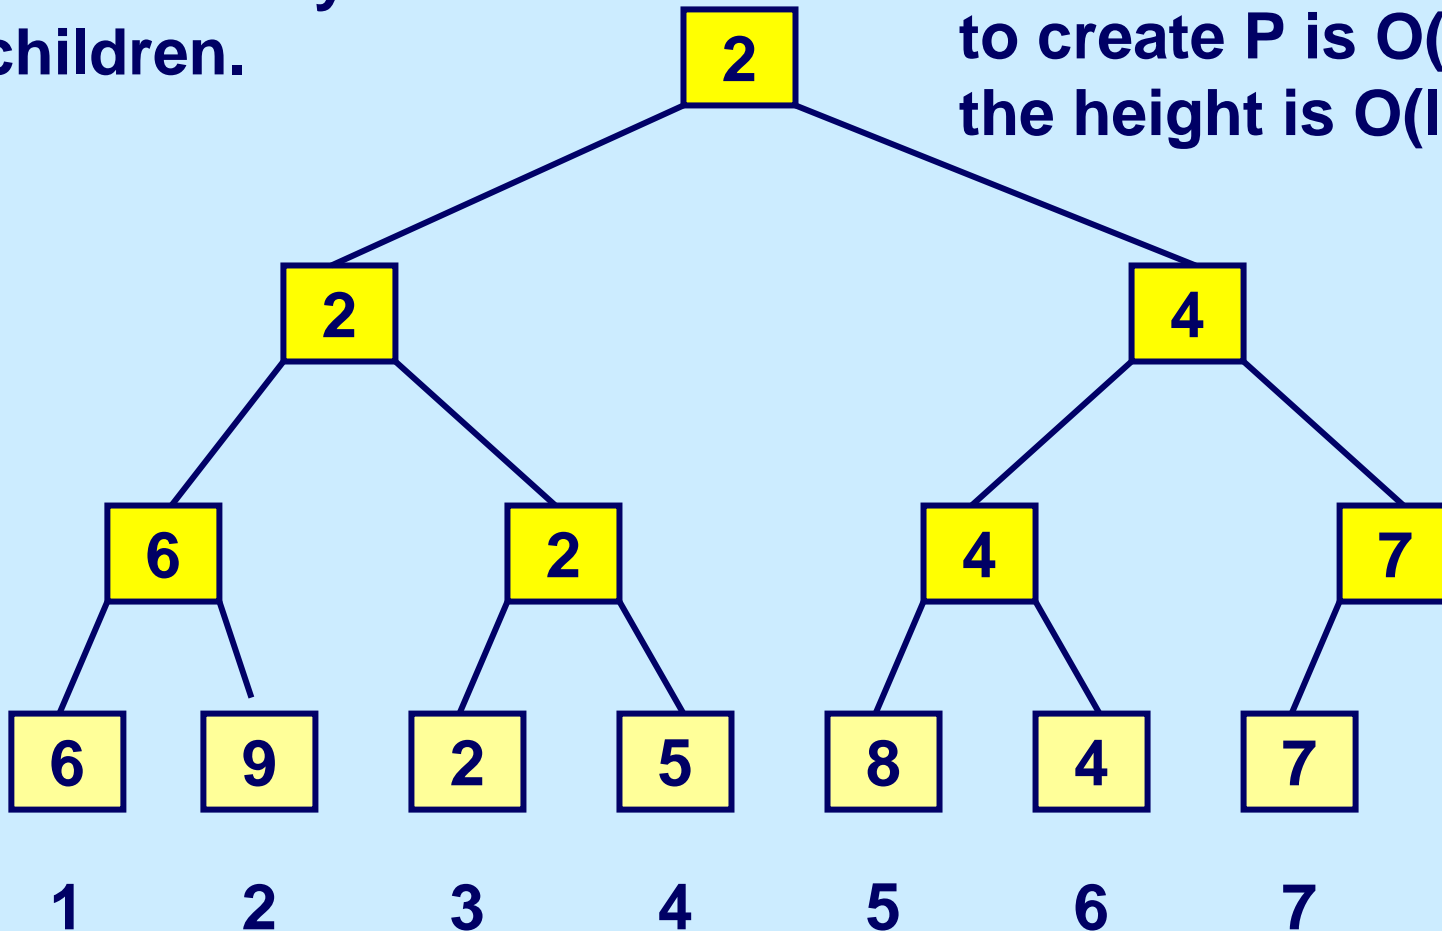 children.
to create P is O(
the height is O(
2
2 4
6 2 4 7
6 9 2 5 8 4 7
1 2 3 4 5 6 7